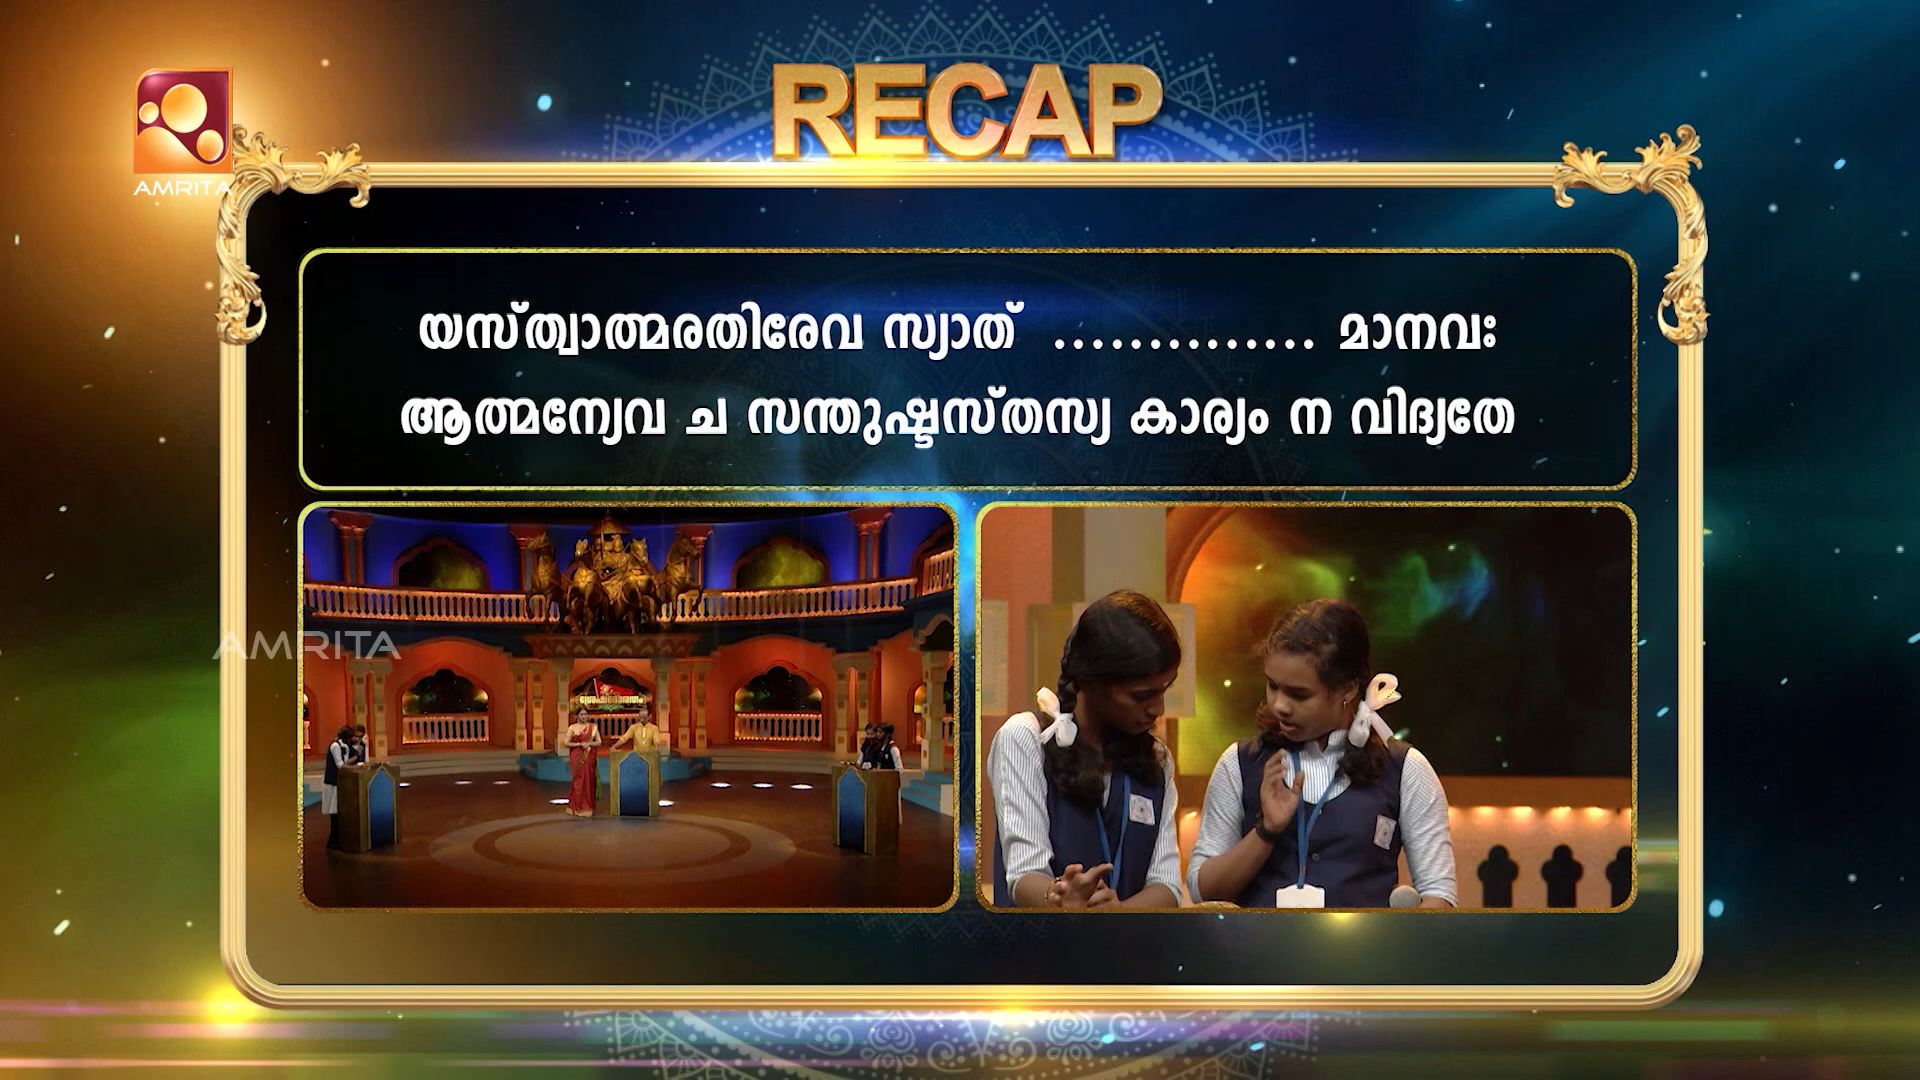 RECAP
AMRITA
യസ്ത്വാത്മരതിരേവ സ്യാത് .............. മാനവഃ
ആത്മന്യേവ ച സന്തുഷ്ടസ്തസ്യ കാര്യം ന വിദ്യതേ
AMRITA